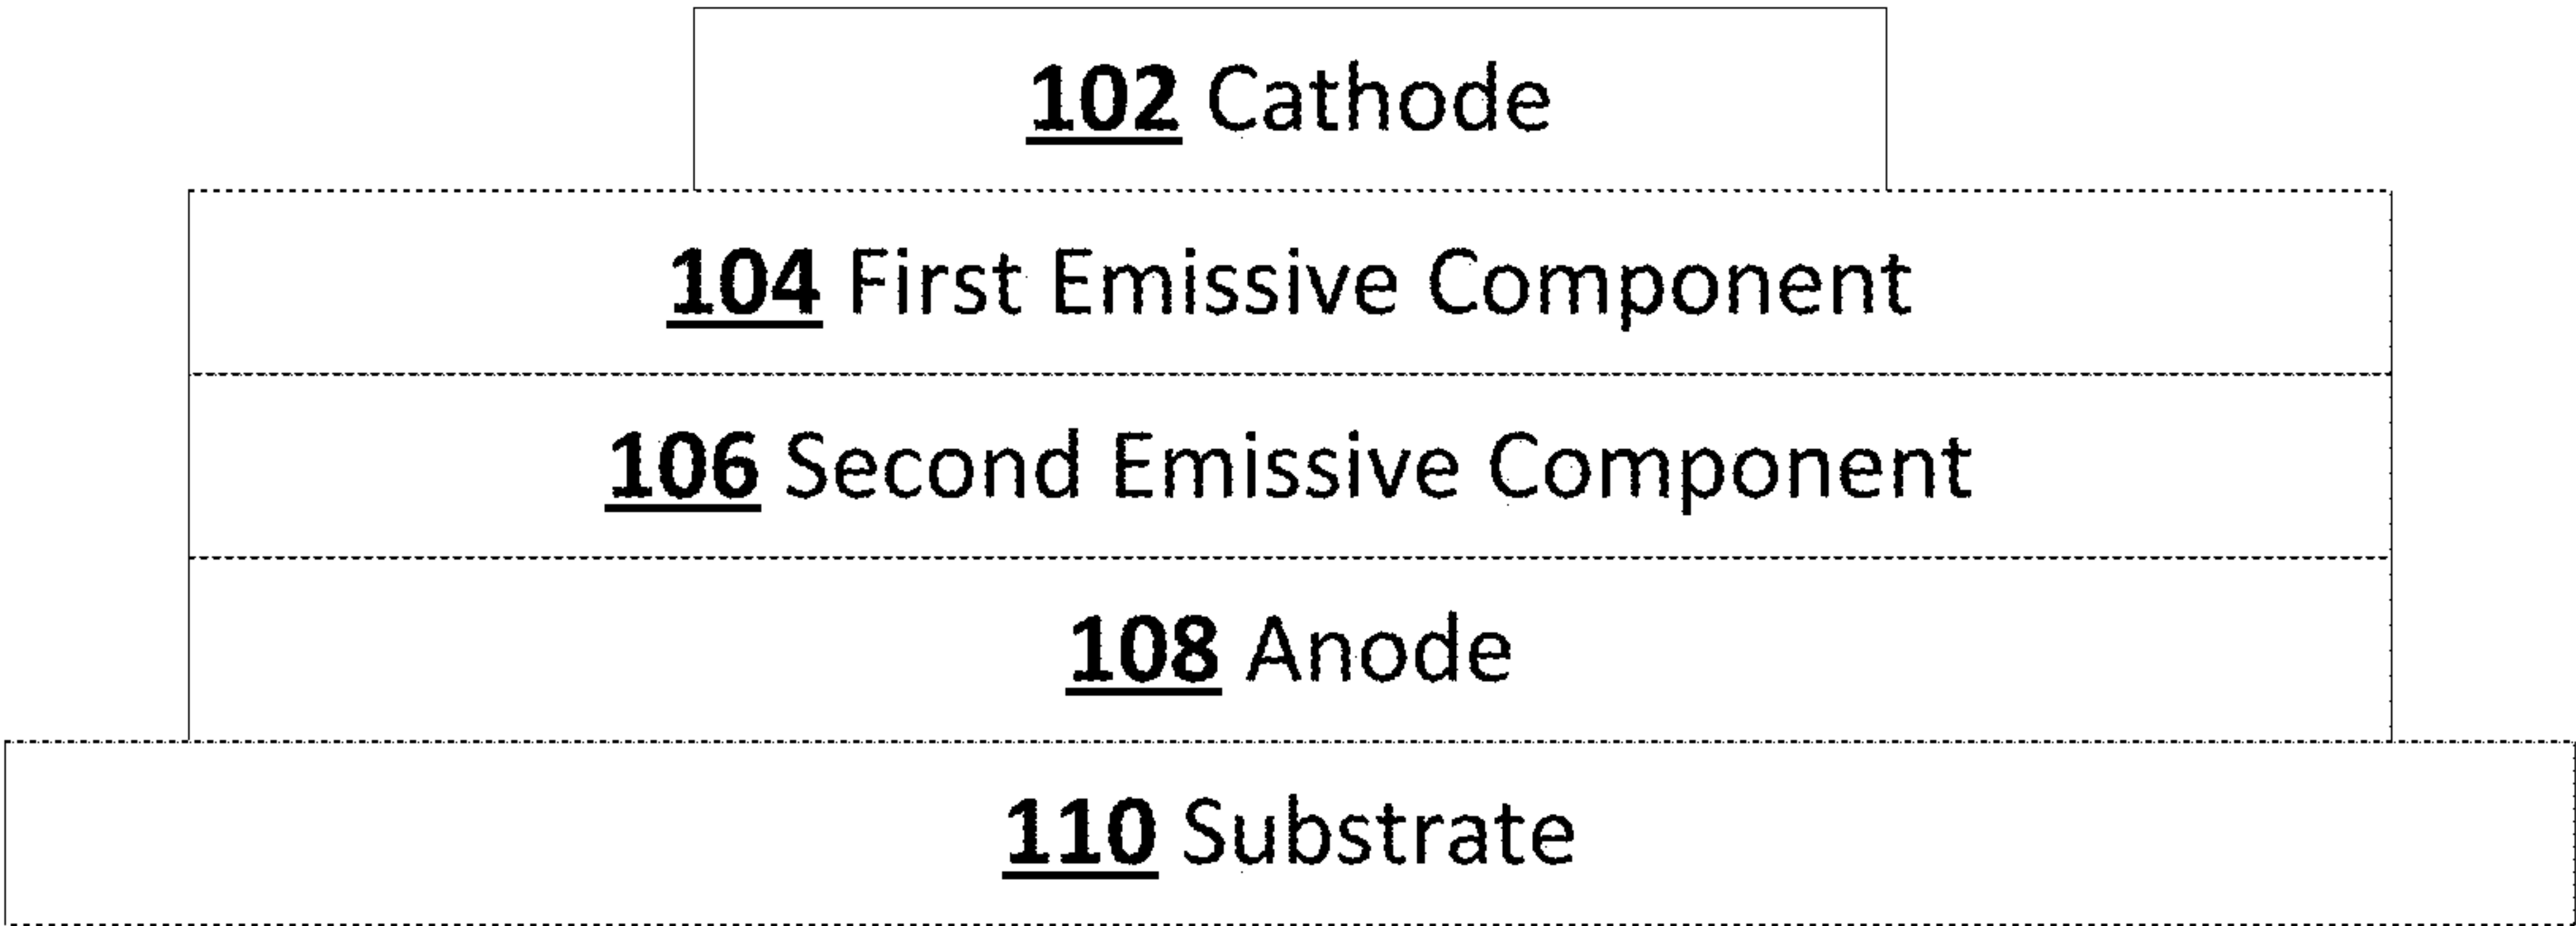 102 Cathode
104 First Emissive Component
106 Second Emissive Component
108 Anode
110 Substrate